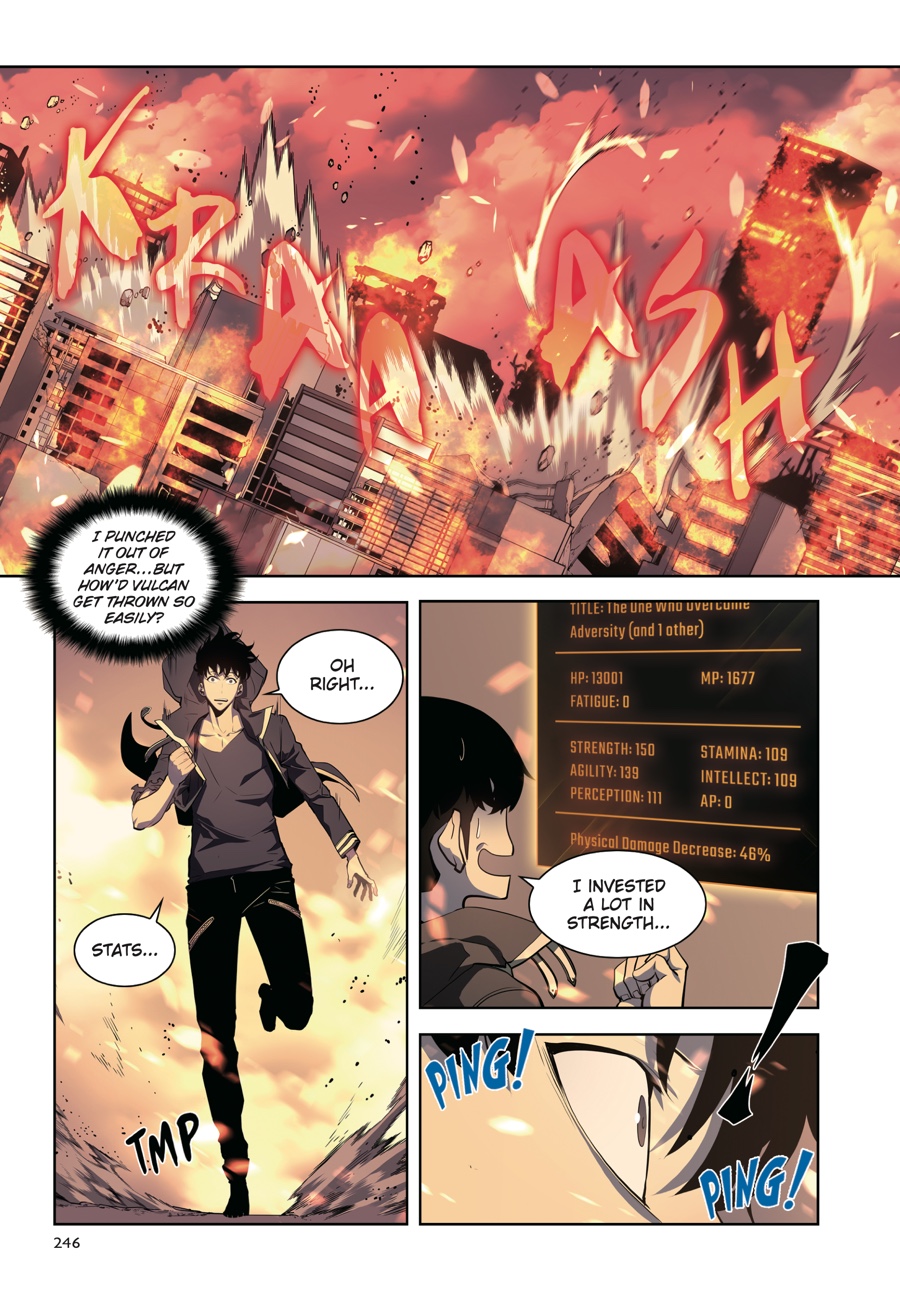 KRAAASH
I PUNCHED
IT OUT OF
ANGER...BUT
HOW'D VULCAN
GET THROWN SO
EASILY?
OH
RIGHT...
STATS...
TMP
TITLE: The One Who Overcame
Adversity (and 1 other)
HP: 13001 MP: 1677
FATIGUE: 0
STRENGTH: 150 STAMINA: 109
AGILITY: 139 INTELLECT: 109
PERCEPTION: 111 AP: 0
Physical Damage Decrease: 46%
I INVESTED
A LOT IN
STRENGTH...
!
PING!
PING!
246